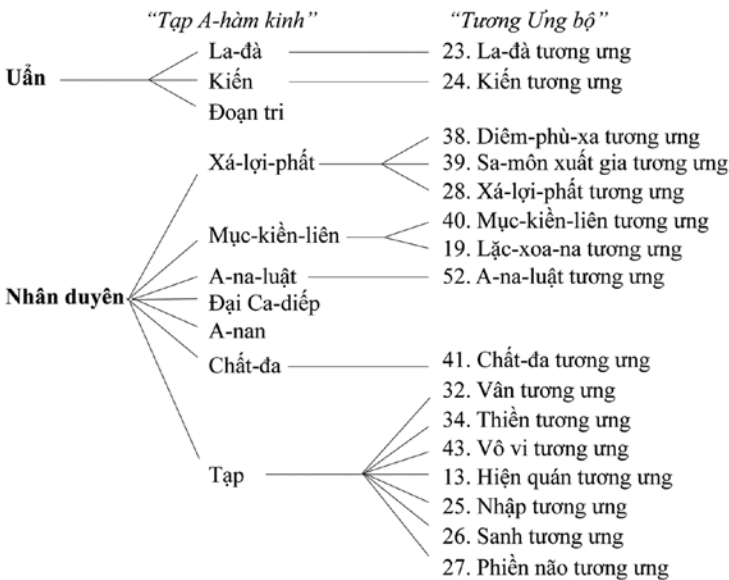 “Tạp A-hàm kinh” “Tương Ưng bộ”
La-đà 23. La-đà tương ưng
Uẩn Kiến 24. Kiến tương ưng
Đoạn tri
38. Diêm-phù-xa tương ưng
Xá-lợi-phất 39. Sa-môn xuất gia tương ưng
28. Xá-lợi-phất tương ưng
40. Mục-kiền-liên tương ưng
Mục-kiền-liên
19. Lặc-xoa-na tương ưng
A-na-luật 52. A-na-luật tương ưng
Nhân duyên Đại Ca-diếp
A-nan
Chất-đa 41. Chất-đa tương ưng
32. Vân tương ưng
34. Thiền tương ưng
43. Vô vi tương ưng
Tạp 13. Hiện quán tương ưng
25. Nhập tương ưng
26. Sanh tương ưng
27. Phiền não tương ưng